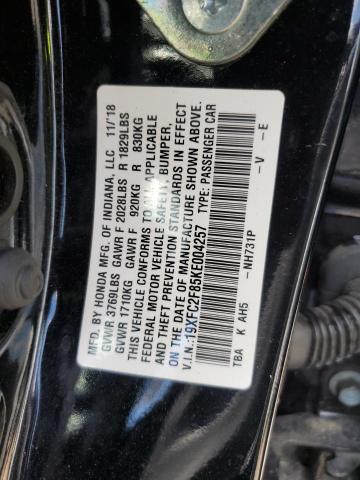 MFD. BY HONDA MFG. OF INDIANA, LLC 11/18
GVWR 3769LBS GAWR F 2028LBS R 1829LBS
GVWR 1710KG GAWR F 920KG R 830KG
THIS VEHICLE CONFORMS TO ALL APPLICABLE
FEDERAL MOTOR VEHICLE SAFETY, BUMPER,
AND THEFT PREVENTION STANDARDS IN EFFECT
ON THE DATE OF MANUFACTURE SHOWN ABOVE.
V.I.N.:19XFC2F85KE004257 TYPE: PASSENGER CAR
NH731P V E
TBA K AH5